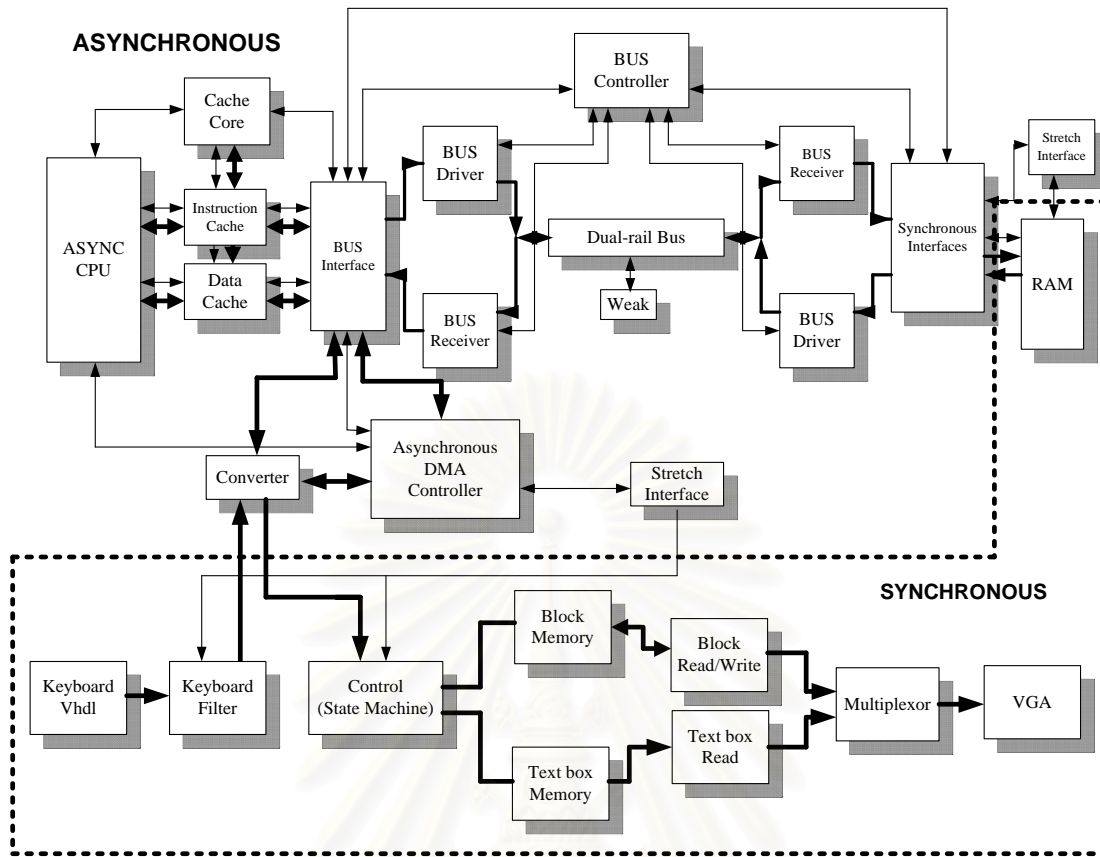 ASYNCHRONOUS
BUS
Controller
Cache
Core
BUS
Driver
BUS
Receiver
Stretch
Interface
ASYNC
CPU
Instruction
Cache
Data
Cache
BUS
Interface
Dual-rail Bus
Weak
Synchronous
Interfaces
RAM
BUS
Receiver
BUS
Driver
Converter
Asynchronous
DMA
Controller
Stretch
Interface
SYNCHRONOUS
Keyboard
Vhdl
Keyboard
Filter
Control
(State Machine)
Block
Memory
Block
Read/Write
Text box
Memory
Text box
Read
Multiplexor
VGA